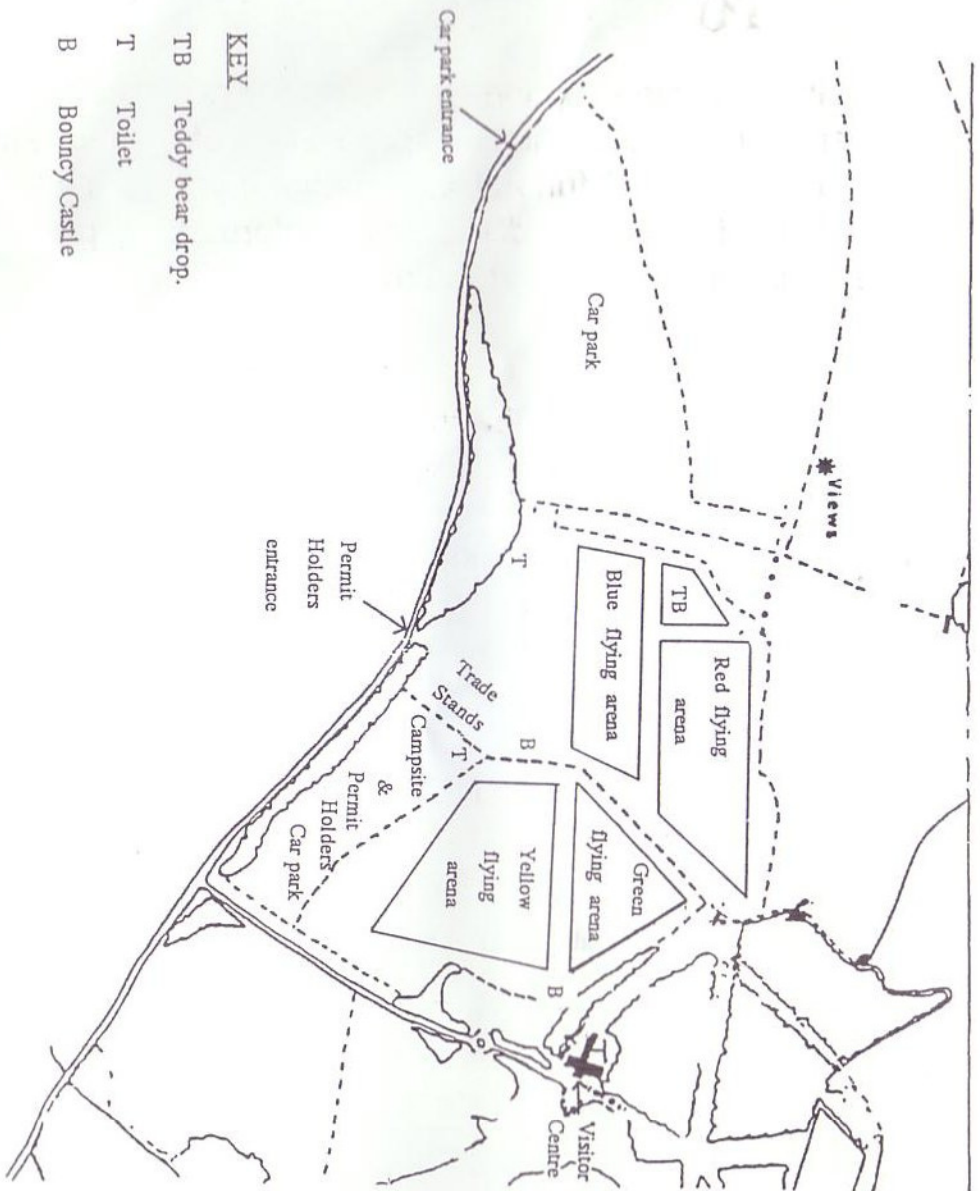 Car park entrance
KEY
TB Teddy bear drop.
T Toilet
B Bouncy Castle
Car park
Views
T
Permit
Holders
entrance
TB
Blue flying arena
Red flying
arena
Trade
Stands
B
T
Campsite
&
Permit
Holders
Car park
Green
flying arena
Yellow
flying
arena
B
Visitor
Centre